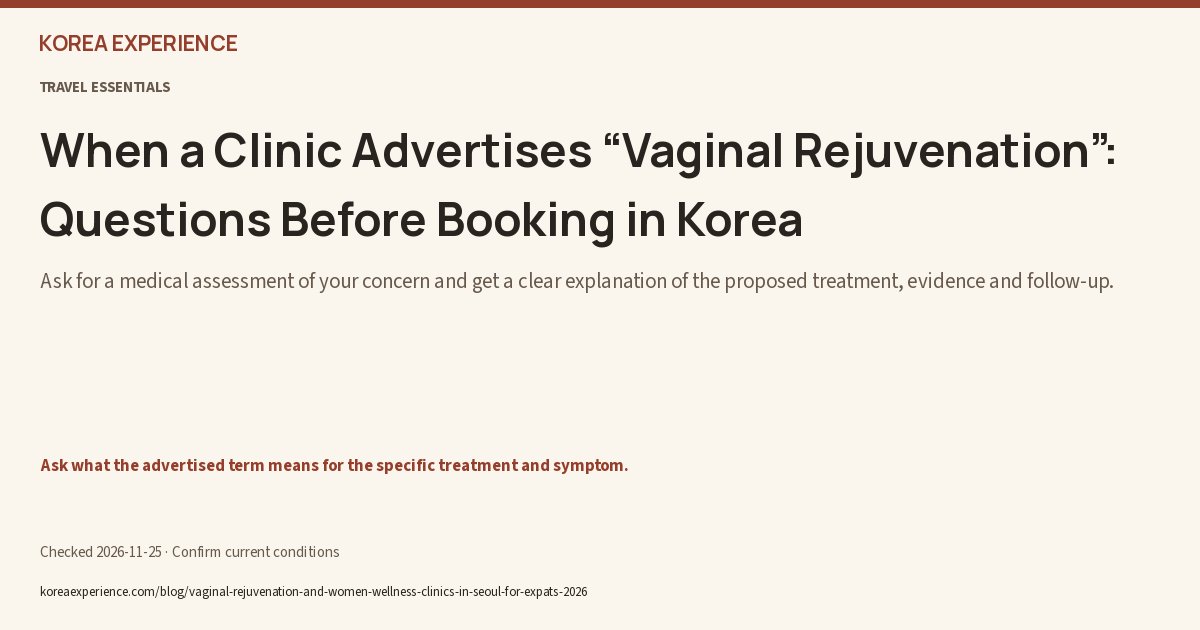 KOREA EXPERIENCE
TRAVEL ESSENTIALS
When a Clinic Advertises “Vaginal Rejuvenation”:
Questions Before Booking in Korea
Ask for a medical assessment of your concern and get a clear explanation of the proposed treatment, evidence and follow-up.
Ask what the advertised term means for the specific treatment and symptom.
Checked 2026-11-25 · Confirm current conditions
koreaexperience.com/blog/vaginal-rejuvenation-and-women-wellness-clinics-in-seoul-for-expats-2026